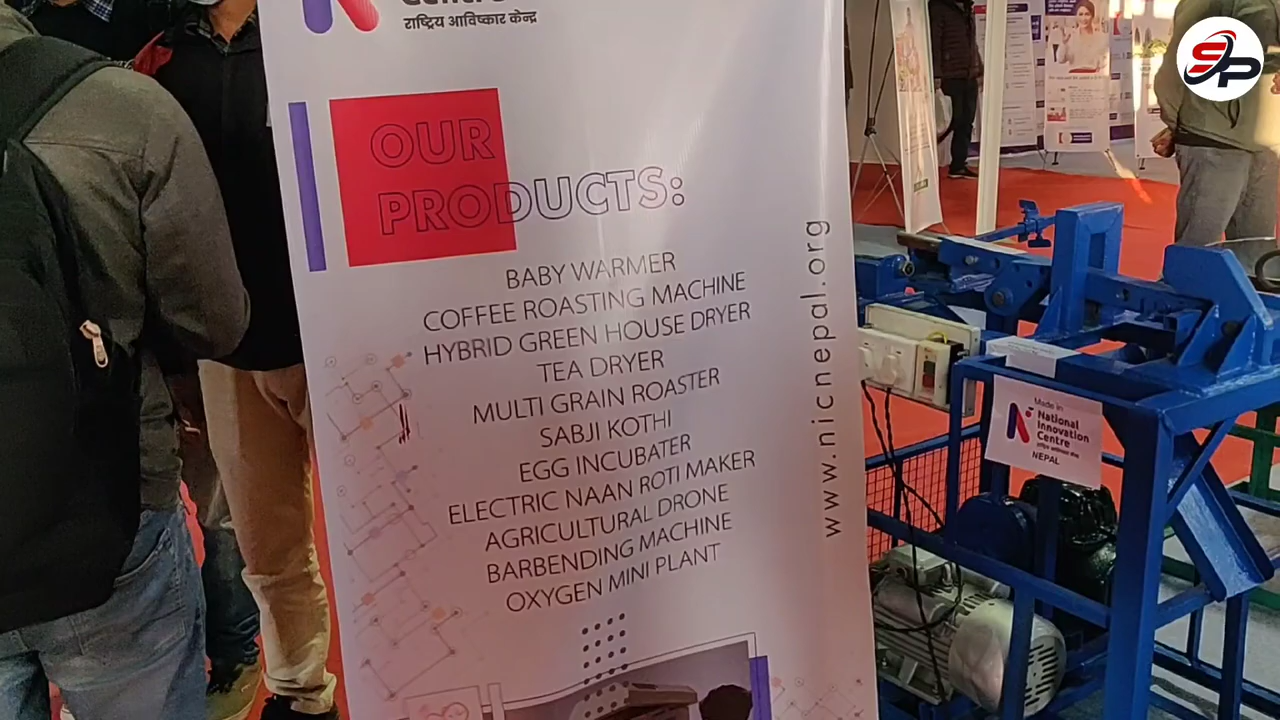 राष्ट्रिय आविष्कार केन्द्र
OUR
PRODUCTS:
BABY WARMER
COFFEE ROASTING MACHINE
HYBRID GREEN HOUSE DRYER
TEA DRYER
MULTI GRAIN ROASTER
SABJI KOTHI
EGG INCUBATER
ELECTRIC NAAN ROTI MAKER
AGRICULTURAL DRONE
BARBENDING MACHINE
OXYGEN MINI PLANT
www.nicnepal.org
SP
Made in
National
Innovation
Centre
NEPAL